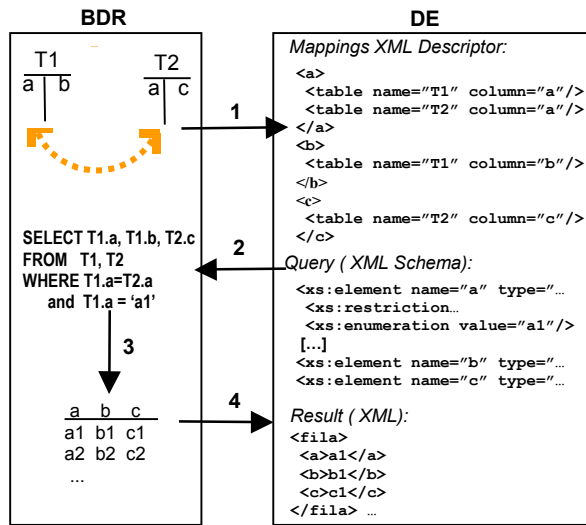 BDR
T1
a b
T2
a c
SELECT T1.a, T1.b, T2.c
FROM T1, T2
WHERE T1.a=T2.a
and T1.a = ‘a1’
3
a b c
a1 b1 c1
a2 b2 c2
...
1
2
4
DE
Mappings XML Descriptor:
<a>
<table name=”T1” column=”a”/>
<table name=”T2” column=”a”/>
</a>
<b>
<table name=”T1” column=”b”/>
</b>
<c>
<table name=”T2” column=”c”/>
</c>
Query ( XML Schema):
<xs:element name=”a” type=”…
<xs:restriction…
<xs:enumeration value=”a1”/>
[…]
<xs:element name=”b” type=”…
<xs:element name=”c” type=”…
Result ( XML):
<fila>
<a>a1</a>
<b>b1</b>
<c>c1</c>
</fila> …